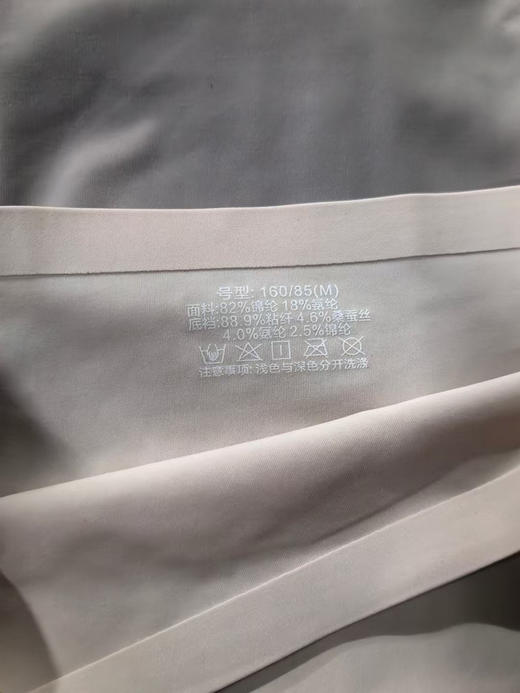 号型: 160/85(M)
面料:82%锦纶 18%氨纶
底裆:88.9%粘纤 4.6%桑蚕丝
4.0%氨纶 2.5%锦纶
注意事项: 浅色与深色分开洗涤